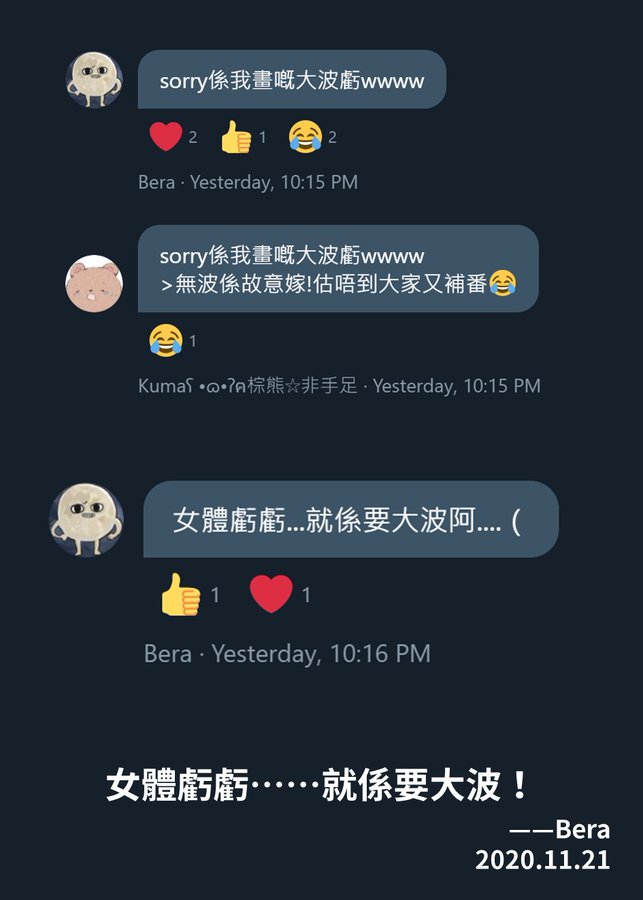 sorry係我畫嘅大波虧wwww
❤️ 2 👍 1 😂 2
Bera · Yesterday, 10:15 PM
sorry係我畫嘅大波虧wwww
>無波係故意嫁!估唔到大家又補番😂
😂 1
Kumaʕ •ɷ•ʔฅ棕熊☆非手足 · Yesterday, 10:15 PM
女體虧虧...就係要大波阿.... (
👍 1 ❤️ 1
Bera · Yesterday, 10:16 PM
女體虧虧⋯⋯就係要大波！
——Bera
2020.11.21